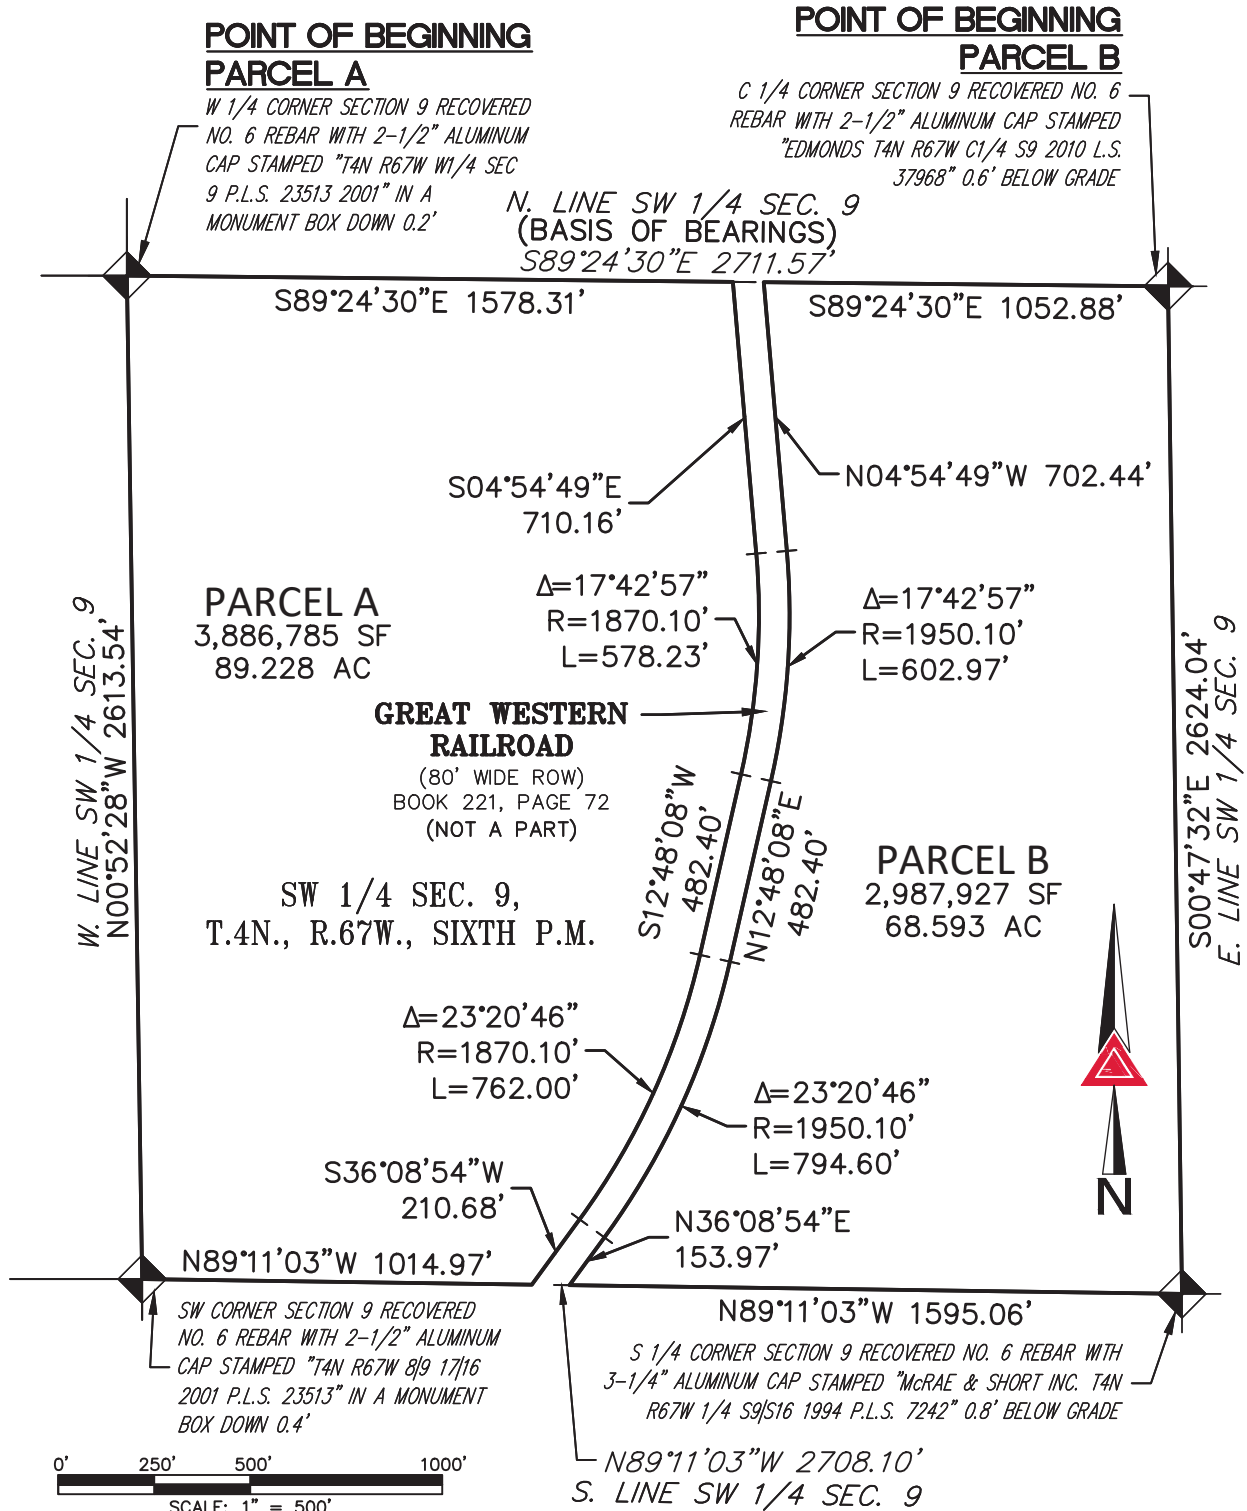 POINT OF BEGINNING
PARCEL A
W 1/4 CORNER SECTION 9 RECOVERED
NO. 6 REBAR WITH 2-1/2" ALUMINUM
CAP STAMPED "T4N R67W W1/4 SEC
9 P.L.S. 23513 2001" IN A
MONUMENT BOX DOWN 0.2'
POINT OF BEGINNING
PARCEL B
C 1/4 CORNER SECTION 9 RECOVERED NO. 6
REBAR WITH 2-1/2" ALUMINUM CAP STAMPED
"EDMONDS T4N R67W C1/4 S9 2010 L.S.
37968" 0.6' BELOW GRADE
N. LINE SW 1/4 SEC. 9
(BASIS OF BEARINGS)
S89°24'30"E 2711.57'
S89°24'30"E 1578.31'
S89°24'30"E 1052.88'
S04°54'49"E
710.16'
N04°54'49"W 702.44'
Δ=17°42'57"
R=1870.10'
L=578.23'
Δ=17°42'57"
R=1950.10'
L=602.97'
PARCEL A
3,886,785 SF
89.228 AC
W. LINE SW 1/4 SEC. 9
N00°52'28"W 2613.54'
GREAT WESTERN
RAILROAD
(80' WIDE ROW)
BOOK 221, PAGE 72
(NOT A PART)
S12°48'08"W
482.40'
N12°48'08"E
482.40'
PARCEL B
2,987,927 SF
68.593 AC
S00°47'32"E 2624.04'
E. LINE SW 1/4 SEC. 9
SW 1/4 SEC. 9,
T.4N., R.67W., SIXTH P.M.
Δ=23°20'46"
R=1870.10'
L=762.00'
Δ=23°20'46"
R=1950.10'
L=794.60'
N
S36°08'54"W
210.68'
N36°08'54"E
153.97'
N89°11'03"W 1014.97'
N89°11'03"W 1595.06'
SW CORNER SECTION 9 RECOVERED
NO. 6 REBAR WITH 2-1/2" ALUMINUM
CAP STAMPED "T4N R67W 8|9 17|16
2001 P.L.S. 23513" IN A MONUMENT
BOX DOWN 0.4'
S 1/4 CORNER SECTION 9 RECOVERED NO. 6 REBAR WITH
3-1/4" ALUMINUM CAP STAMPED "McRAE & SHORT INC. T4N
R67W 1/4 S9|S16 1994 P.L.S. 7242" 0.8' BELOW GRADE
N89°11'03"W 2708.10'
S. LINE SW 1/4 SEC. 9
0' 250' 500' 1000'
SCALE: 1" = 500'